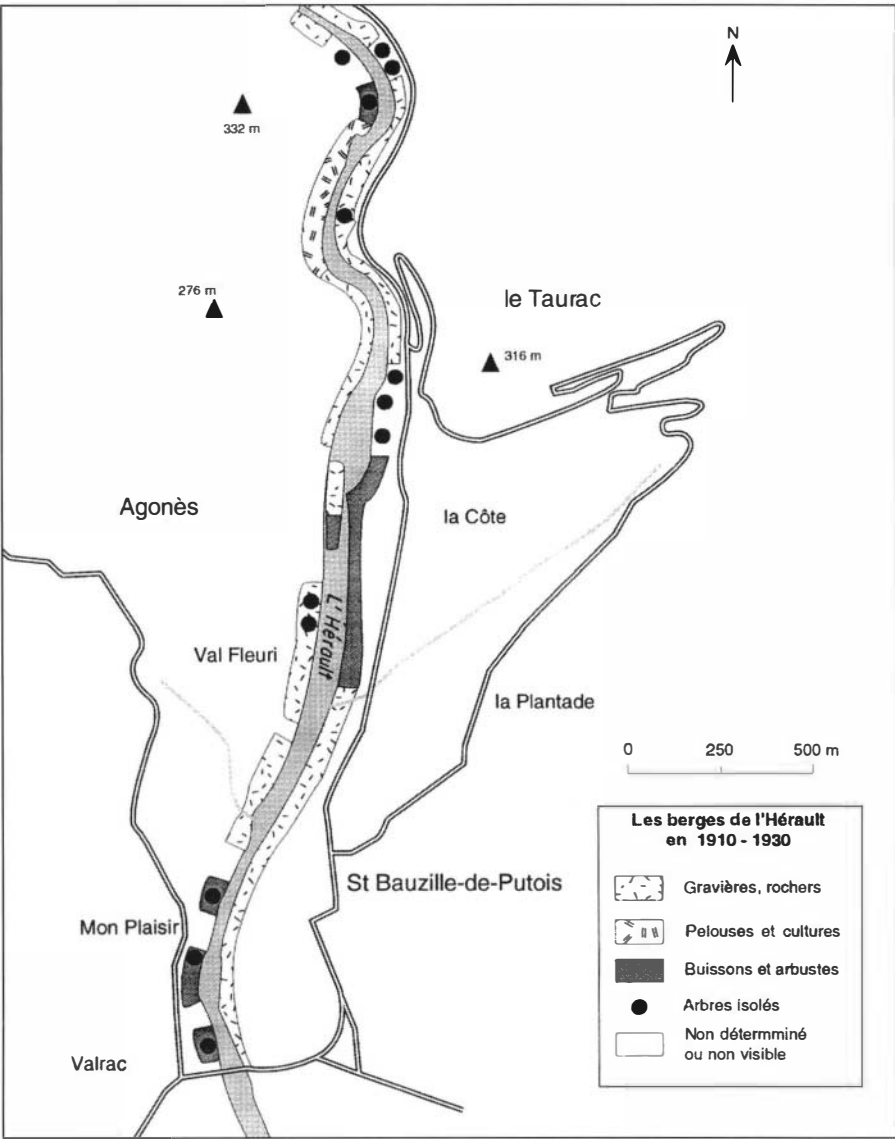 N
332 m
276 m
le Taurac
316 m
Agonès
la Côte
L'Hérault
Val Fleuri
la Plantade
0 250 500 m
St Bauzille-de-Putois
Mon Plaisir
Valrac
Les berges de l'Hérault
en 1910 - 1930
Gravières, rochers
Pelouses et cultures
Buissons et arbustes
Arbres isolés
Non détermminé
ou non visible